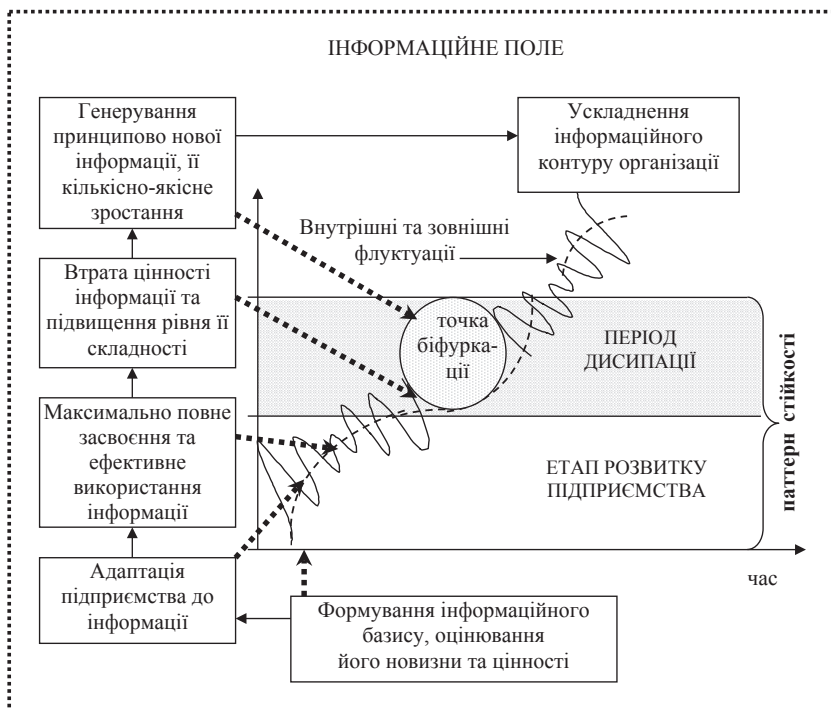 ІНФОРМАЦІЙНЕ ПОЛЕ
Генерування
принципово нової
інформації, її
кількісно-якісне
зростання
Ускладнення
інформаційного
контуру організації
Внутрішні та зовнішні
флуктуації
Втрата цінності
інформації та
підвищення рівня її
складності
точка
біфурка-
ції
ПЕРІОД
ДИСИПАЦІЇ
Максимально повне
засвоєння та
ефективне
використання
інформації
ЕТАП РОЗВИТКУ
ПІДПРИЄМСТВА
паттерн стійкості
Адаптація
підприємства до
інформації
час
Формування інформаційного
базису, оцінювання
його новизни та цінності